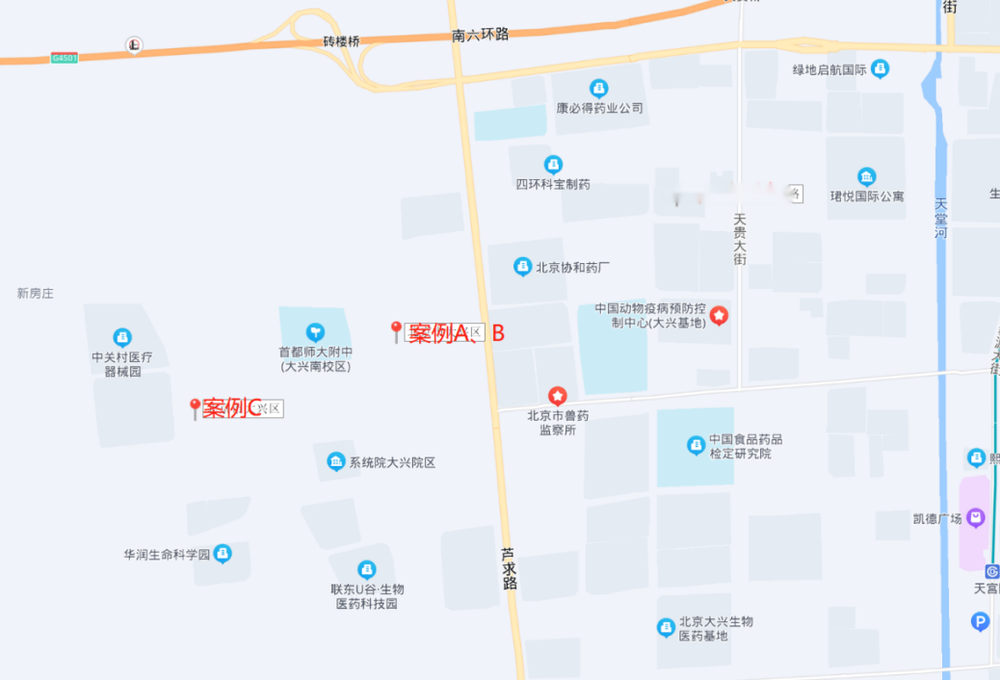 街
南六环路
砖楼桥
G4501
绿地启航国际
康必得药业公司
四环科宝制药
珺悦国际公寓
天堂河
天贵大街
北京协和药厂
新房庄
中国动物疫病预防控
制中心(大兴基地)
案例A、B
区
首都师大附中
(大兴南校区)
中关村医疗
器械园
案例C
兴区
北京市兽药
监察所
中国食品药品
检定研究院
系统院大兴院区
凯德广场
华润生命科学园
芦求路
联东U谷·生物
医药科技园
天宫
P
北京大兴生物
医药基地